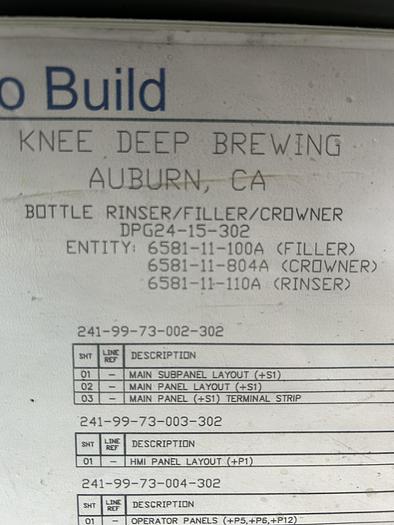 o Build
KNEE DEEP BREWING
AUBURN, CA
BOTTLE RINSER/FILLER/CROWNER
DPG24-15-302
ENTITY: 6581-11-100A (FILLER)
6581-11-804A (CROWNER)
6581-11-110A (RINSER)
241-99-73-002-302
SHT LINE REF DESCRIPTION
01 - MAIN SUBPANEL LAYOUT (+S1)
02 - MAIN PANEL LAYOUT (+S1)
03 - MAIN PANEL (+S1) TERMINAL STRIP
241-99-73-003-302
SHT LINE REF DESCRIPTION
01 - HMI PANEL LAYOUT (+P1)
241-99-73-004-302
SHT LINE REF DESCRIPTION
01 - OPERATOR PANELS (+P5,+P6,+P12)